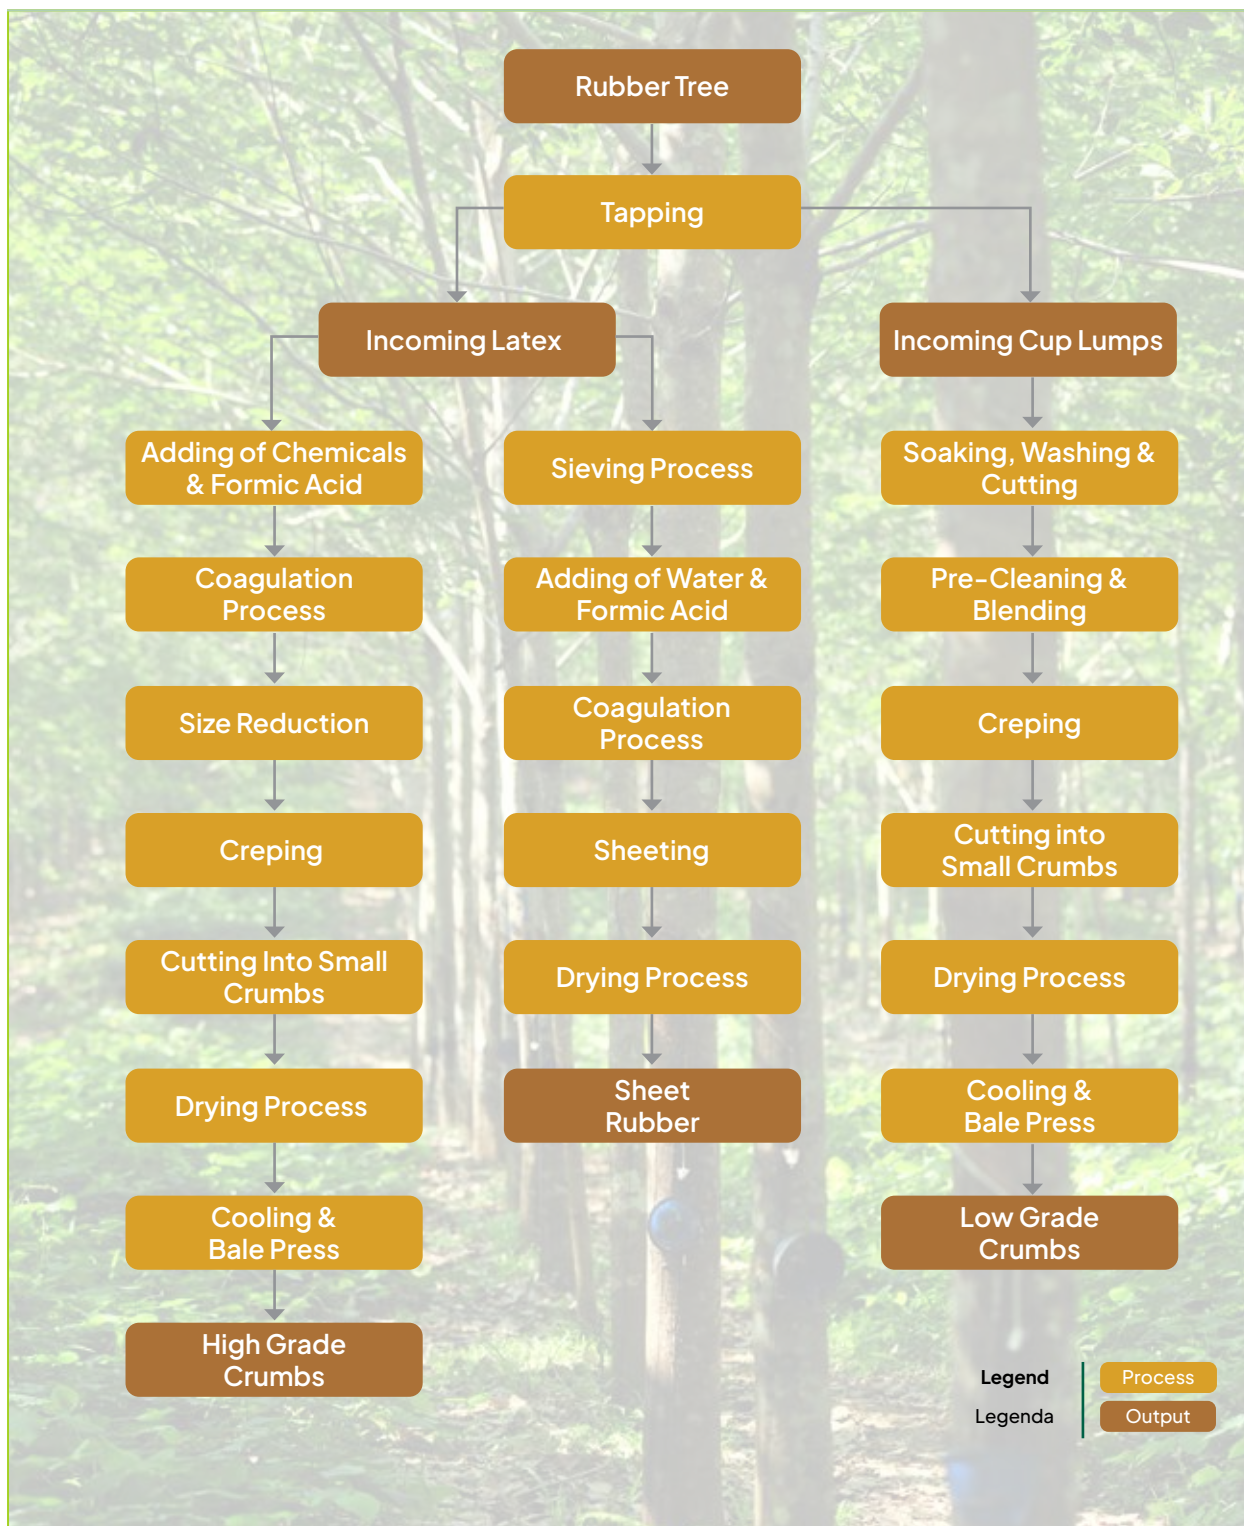 Rubber Tree
Tapping
Incoming Latex
Incoming Cup Lumps
Adding of Chemicals
& Formic Acid
Sieving Process
Soaking, Washing &
Cutting
Coagulation
Process
Adding of Water &
Formic Acid
Pre-Cleaning &
Blending
Size Reduction
Coagulation
Process
Creping
Creping
Sheeting
Cutting into
Small Crumbs
Cutting Into Small
Crumbs
Drying Process
Drying Process
Drying Process
Sheet
Rubber
Cooling &
Bale Press
Cooling &
Bale Press
Low Grade
Crumbs
High Grade
Crumbs
Legend
Process
Legenda
Output